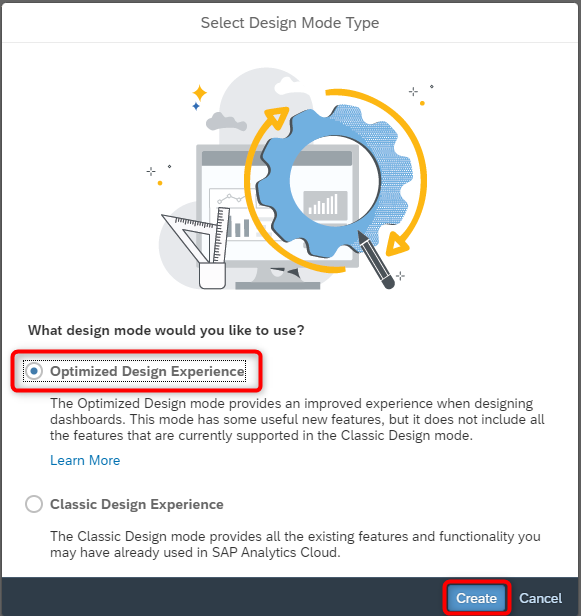 Select Design Mode Type
What design mode would you like to use?
Optimized Design Experience
The Optimized Design mode provides an improved experience when designing
dashboards. This mode has some useful new features, but it does not include all
the features that are currently supported in the Classic Design mode.
Learn More
Classic Design Experience
The Classic Design mode provides all the existing features and functionality you
may have already used in SAP Analytics Cloud.
Create Cancel